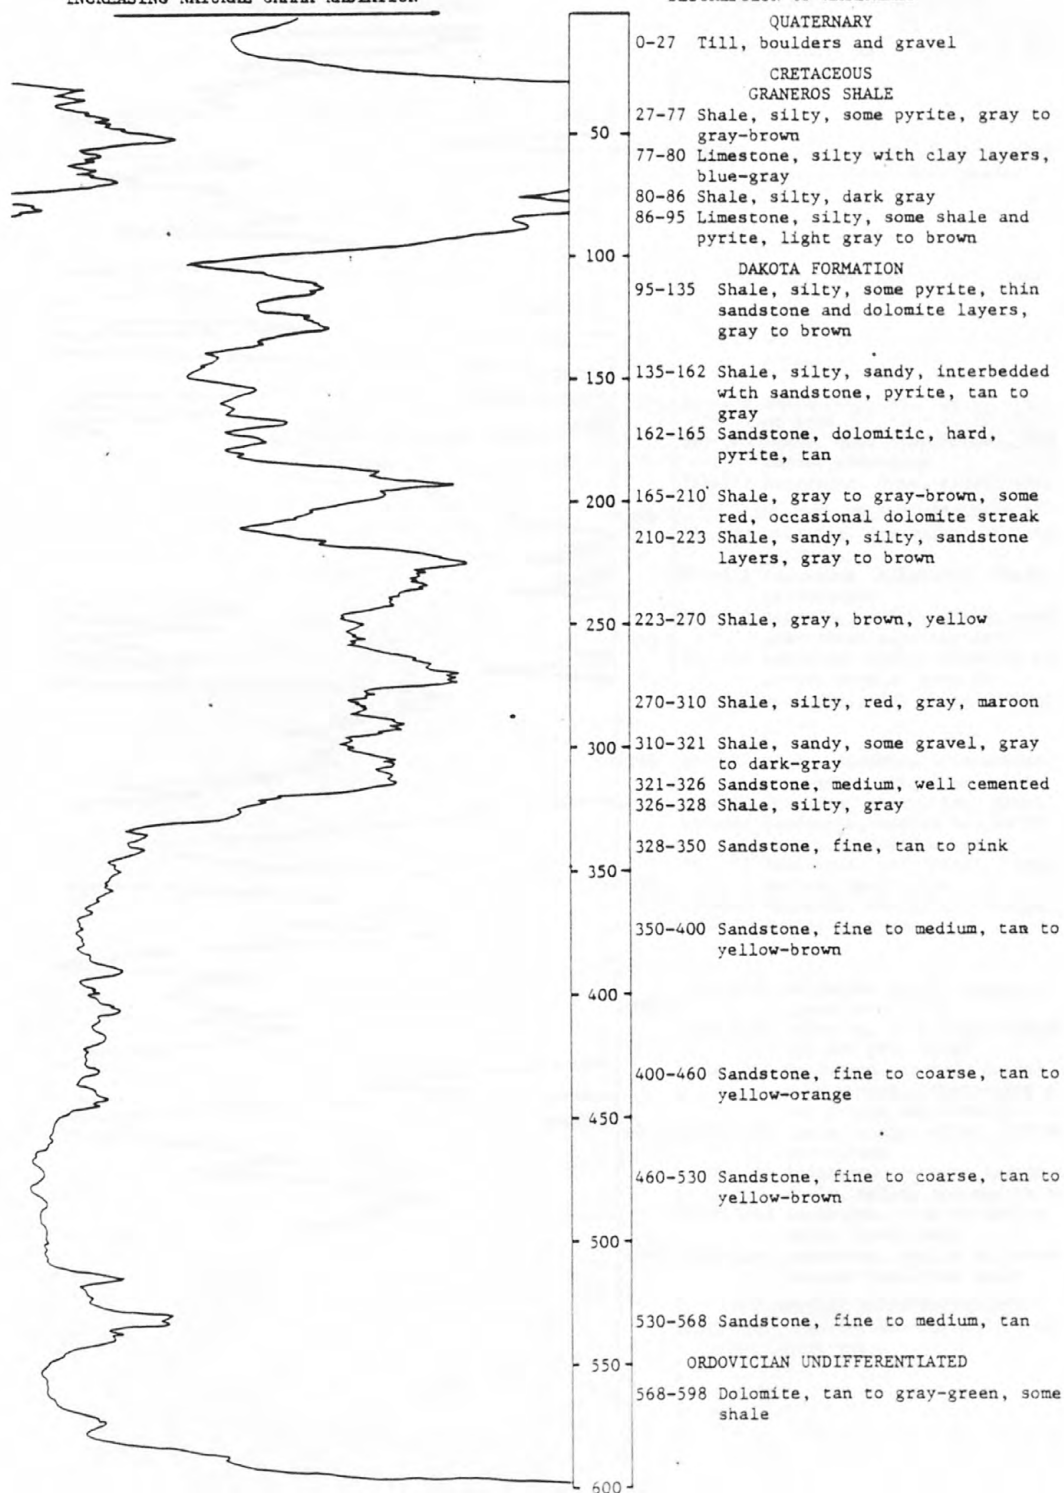 INCREASING NATURAL GAMMA RADIATION
QUATERNARY
0-27 Till, boulders and gravel
CRETACEOUS
GRANEROS SHALE
27-77 Shale, silty, some pyrite, gray to
gray-brown
77-80 Limestone, silty with clay layers,
blue-gray
80-86 Shale, silty, dark gray
86-95 Limestone, silty, some shale and
pyrite, light gray to brown
DAKOTA FORMATION
95-135 Shale, silty, some pyrite, thin
sandstone and dolomite layers,
gray to brown
135-162 Shale, silty, sandy, interbedded
with sandstone, pyrite, tan to
gray
162-165 Sandstone, dolomitic, hard,
pyrite, tan
165-210 Shale, gray to gray-brown, some
red, occasional dolomite streak
210-223 Shale, sandy, silty, sandstone
layers, gray to brown
223-270 Shale, gray, brown, yellow
270-310 Shale, silty, red, gray, maroon
310-321 Shale, sandy, some gravel, gray
to dark-gray
321-326 Sandstone, medium, well cemented
326-328 Shale, silty, gray
328-350 Sandstone, fine, tan to pink
350-400 Sandstone, fine to medium, tan to
yellow-brown
400-460 Sandstone, fine to coarse, tan to
yellow-orange
460-530 Sandstone, fine to coarse, tan to
yellow-brown
530-568 Sandstone, fine to medium, tan
ORDOVICIAN UNDIFFERENTIATED
568-598 Dolomite, tan to gray-green, some
shale
50
100
150
200
250
300
350
400
450
500
550
600